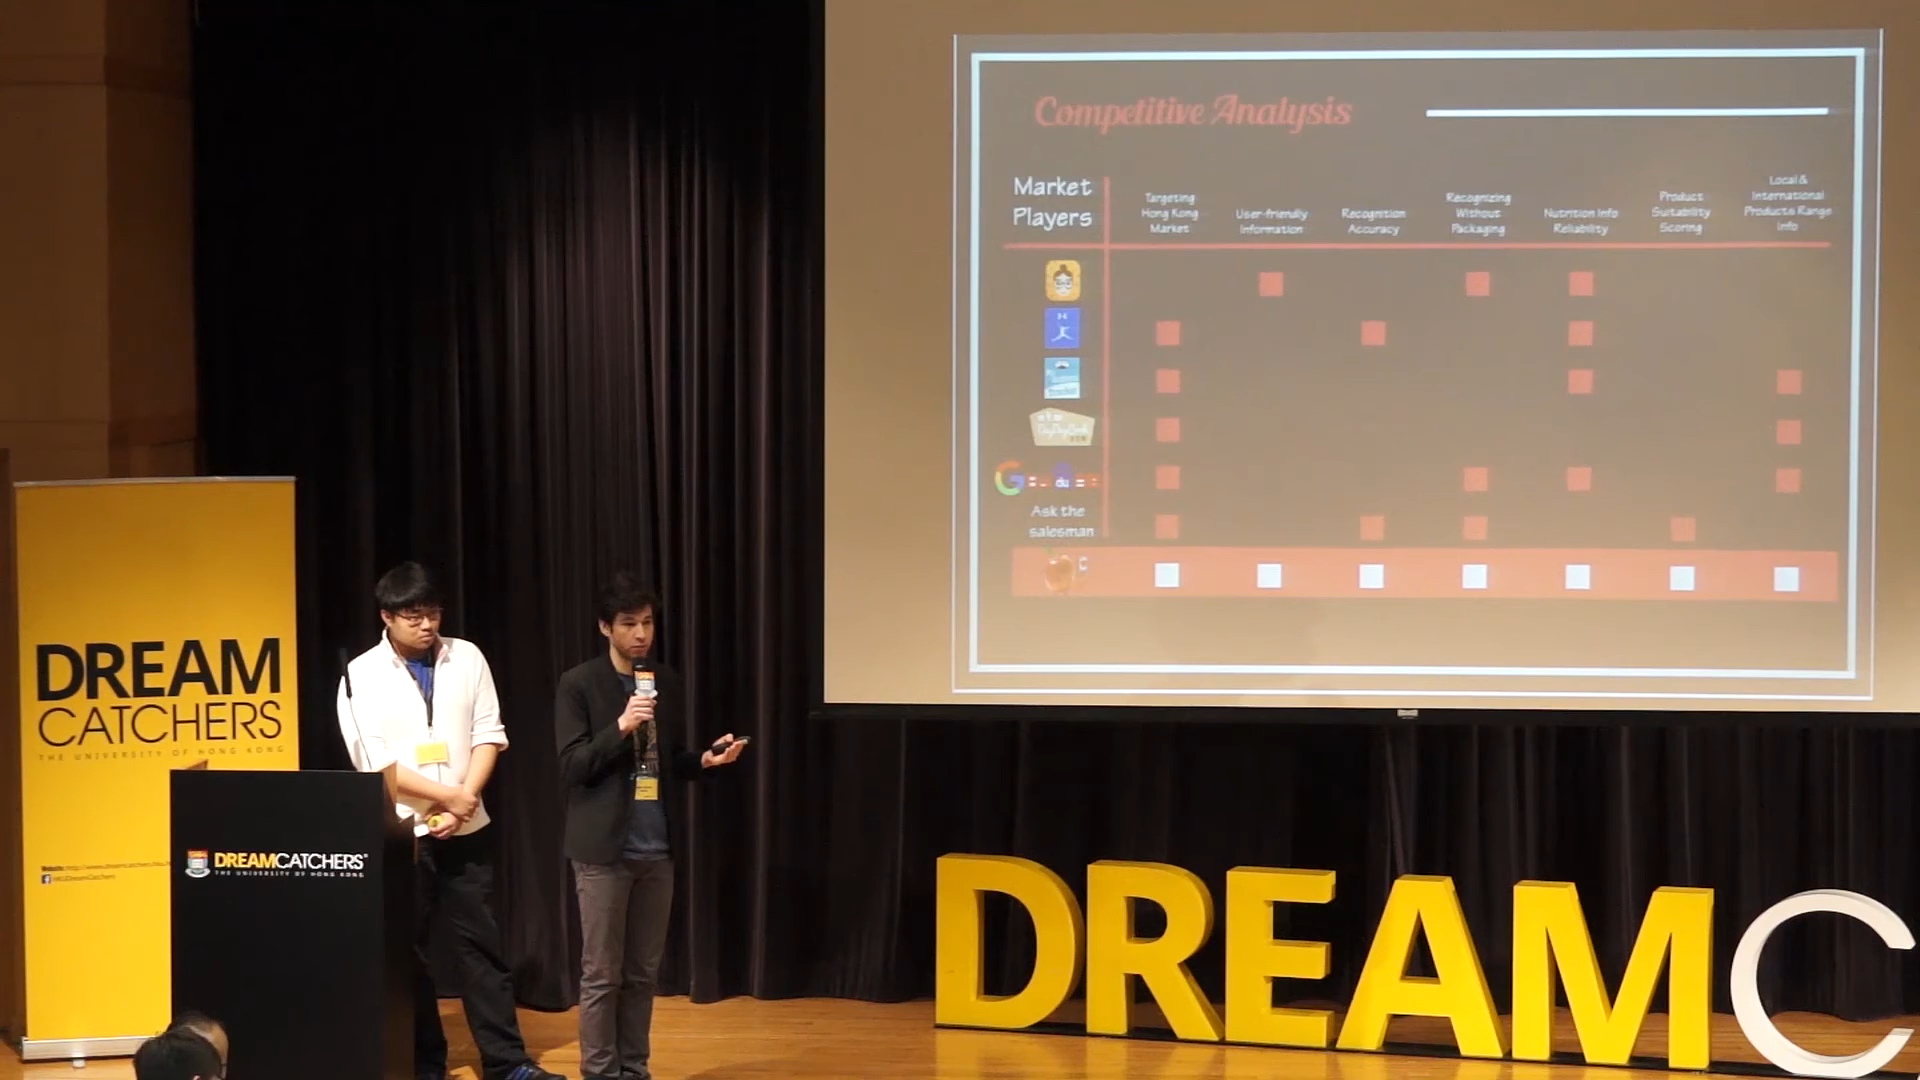 Competitive Analysis
Market
Players
Targeting
Hong Kong
Market
User-friendly
Information
Recognition
Accuracy
Recognizing
Without
Packaging
Nutrition Info
Reliability
Product
Suitability
Scoring
Local &
International
Products Range
Info
G
du
Ask the
salesman
C
DREAM
CATCHERS
THE UNIVERSITY OF HONG KONG
DREAMCATCHERS
THE UNIVERSITY OF HONG KONG
DREAMC